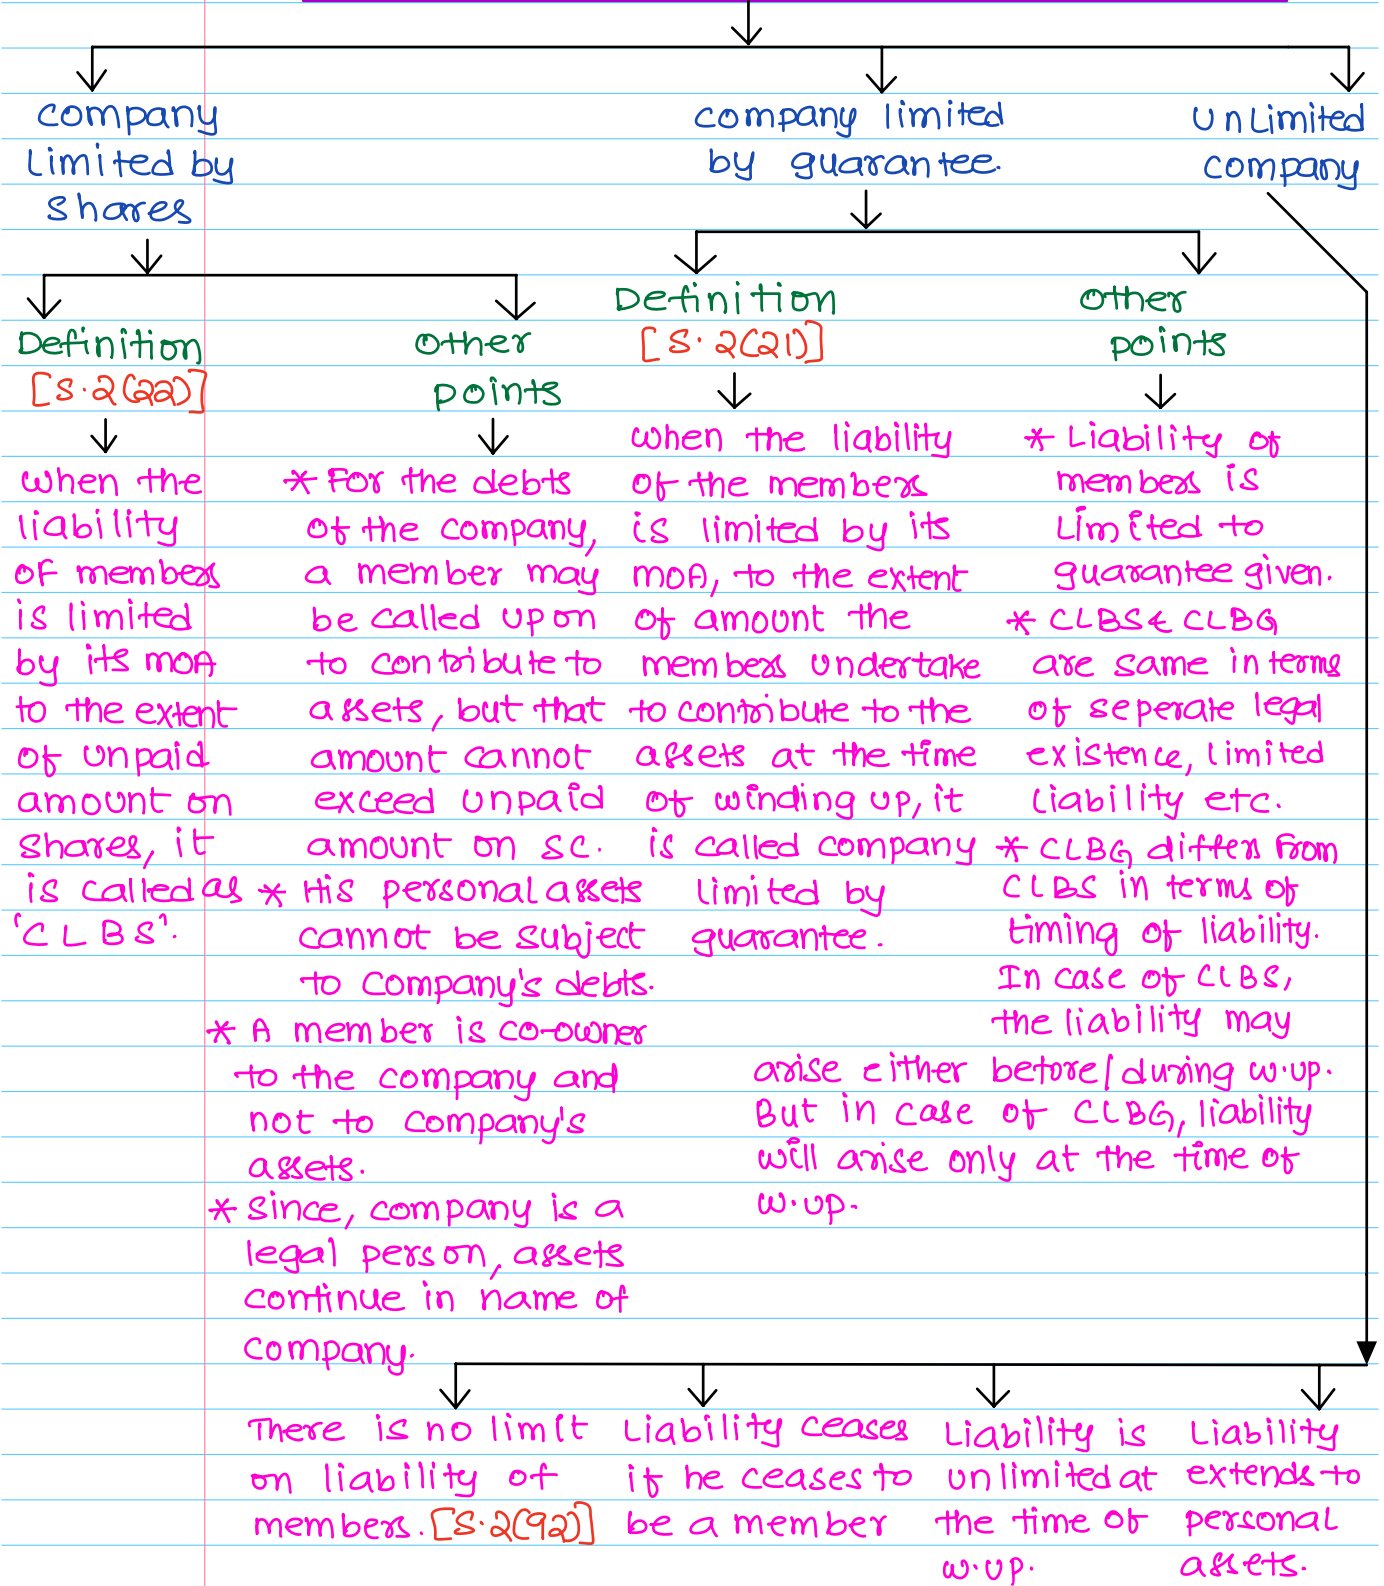 company
Limited by
shares
Definition
[S.2(22)]
when the
liability
of members
is limited
by its MOA
to the extent
of unpaid
amount on
shares, it
is called as
'CLBS'.
other
points
* For the debts
of the company,
a member may
be called upon
to contribute to
assets, but that
amount cannot
exceed unpaid
amount on SC.
* His personal assets
cannot be subject
to company's debts.
* A member is co-owner
to the company and
not to company's
assets.
* Since, company is a
legal person, assets
continue in name of
company.
company limited
by guarantee.
Definition
[S.2(21)]
when the liability
of the members
is limited by its
MOA, to the extent
of amount the
members undertake
to contribute to the
assets at the time
of winding up, it
is called company
limited by
guarantee.
other
points
* Liability of
members is
Limited to
guarantee given.
* CLBS & CLBG
are same in terms
of seperate legal
existence, limited
liability etc.
* CLBG differs from
CLBS in terms of
timing of liability.
In case of CLBS,
the liability may
arise either before/during w.up.
But in case of CLBG, liability
will arise only at the time of
w.up.
UnLimited
company
There is no limit
on liability of
members. [S.2(92)]
Liability ceases
if he ceases to
be a member
Liability is
unlimited at
the time of
w.up.
Liability
extends to
personal
assets.